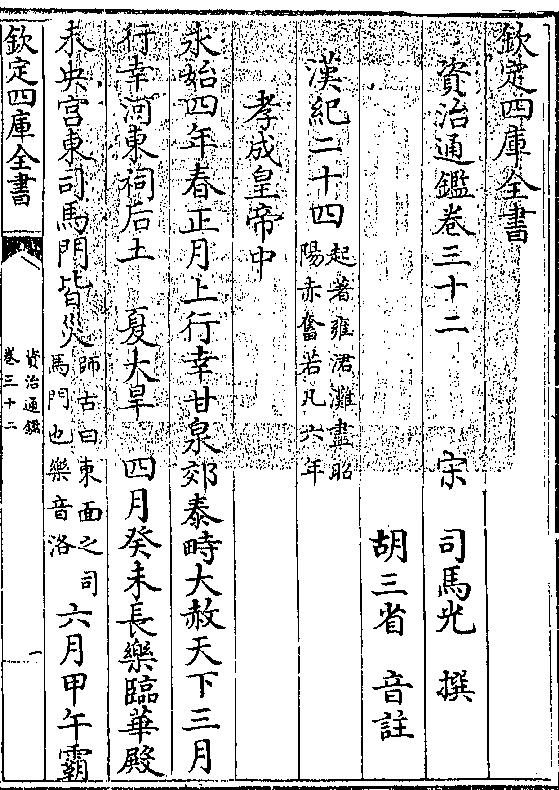 欽定四庫全書
資治通鑑卷三十二
宋　司馬光　撰
胡三省　音註
漢紀二十四起著雍涒灘盡昭
陽赤奮若凡六年
孝成皇帝中
永始四年春正月上行幸甘泉郊泰畤大赦天下三月
行幸河東祠后土　夏大旱　四月癸未長樂臨華殿
未央宮東司馬門皆災師古曰東面之司
馬門也樂音洛　六月甲午霸
欽定四庫全書
資治通鑑
卷三十二
一